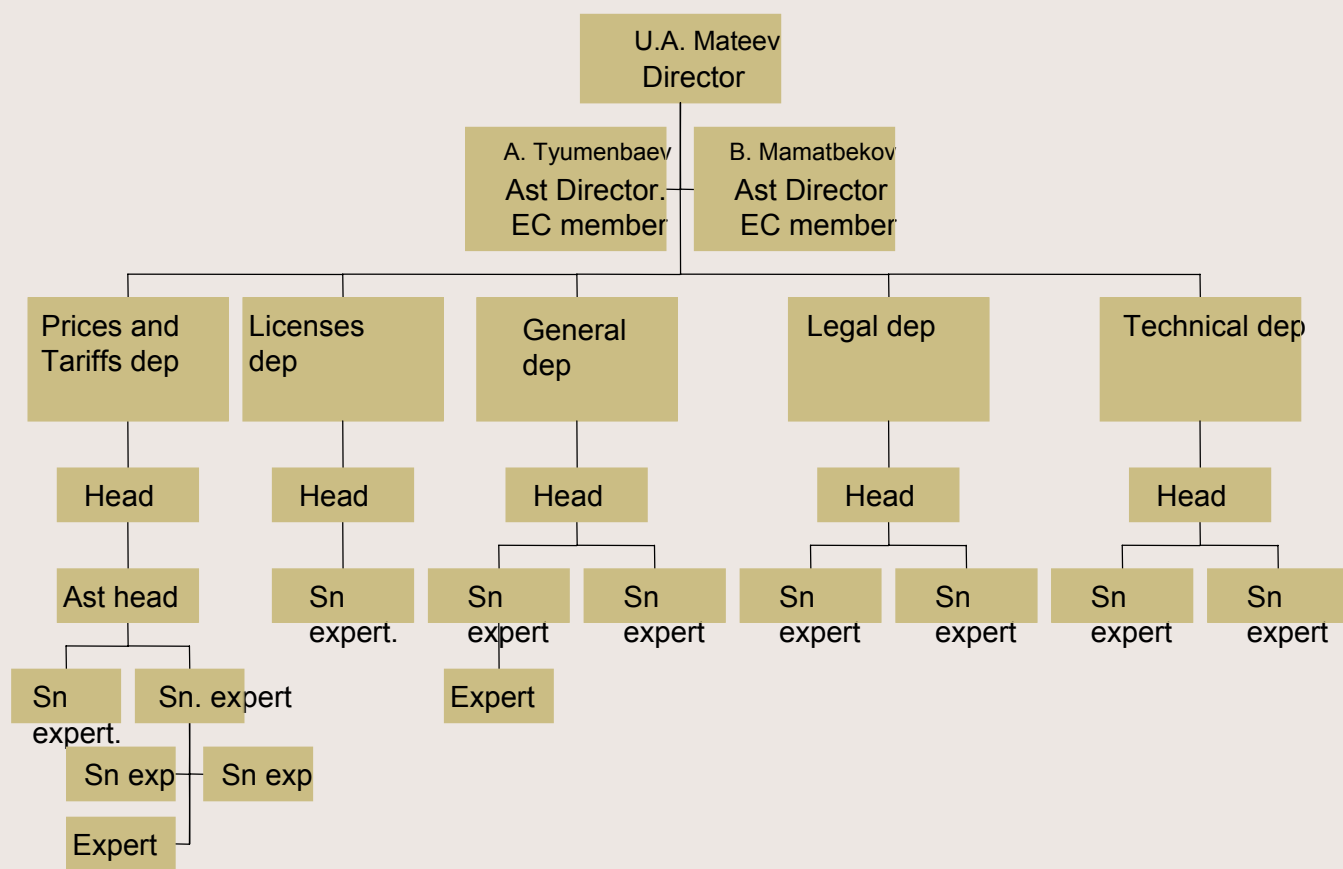 U.A. Mateev
Director
A. Tyumenbaev
Ast Director.
EC member
B. Mamatbekov
Ast Director
EC member
Prices and
Tariffs dep
Licenses
dep
General
dep
Legal dep
Technical dep
Head
Head
Head
Head
Head
Ast head
Sn
expert.
Sn
expert
Sn
expert
Sn
expert
Sn
expert
Sn
expert
Sn
expert
Sn
expert.
Sn. expert
Expert
Sn exp
Sn exp
Expert